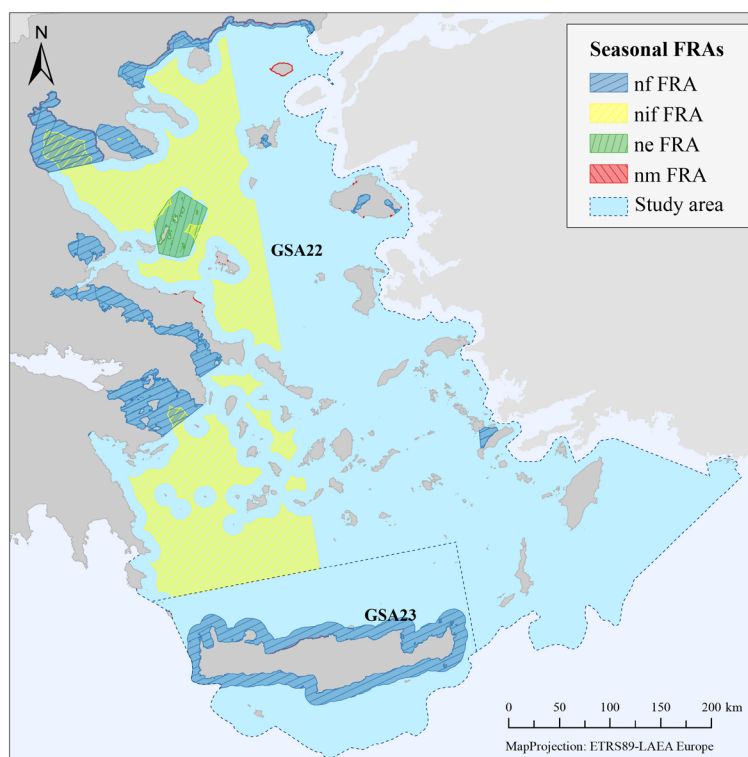 N
Seasonal FRAs
nf FRA
nif FRA
ne FRA
nm FRA
Study area
GSA22
GSA23
0 50 100 150 200 km
MapProjection: ETRS89-LAEA Europe